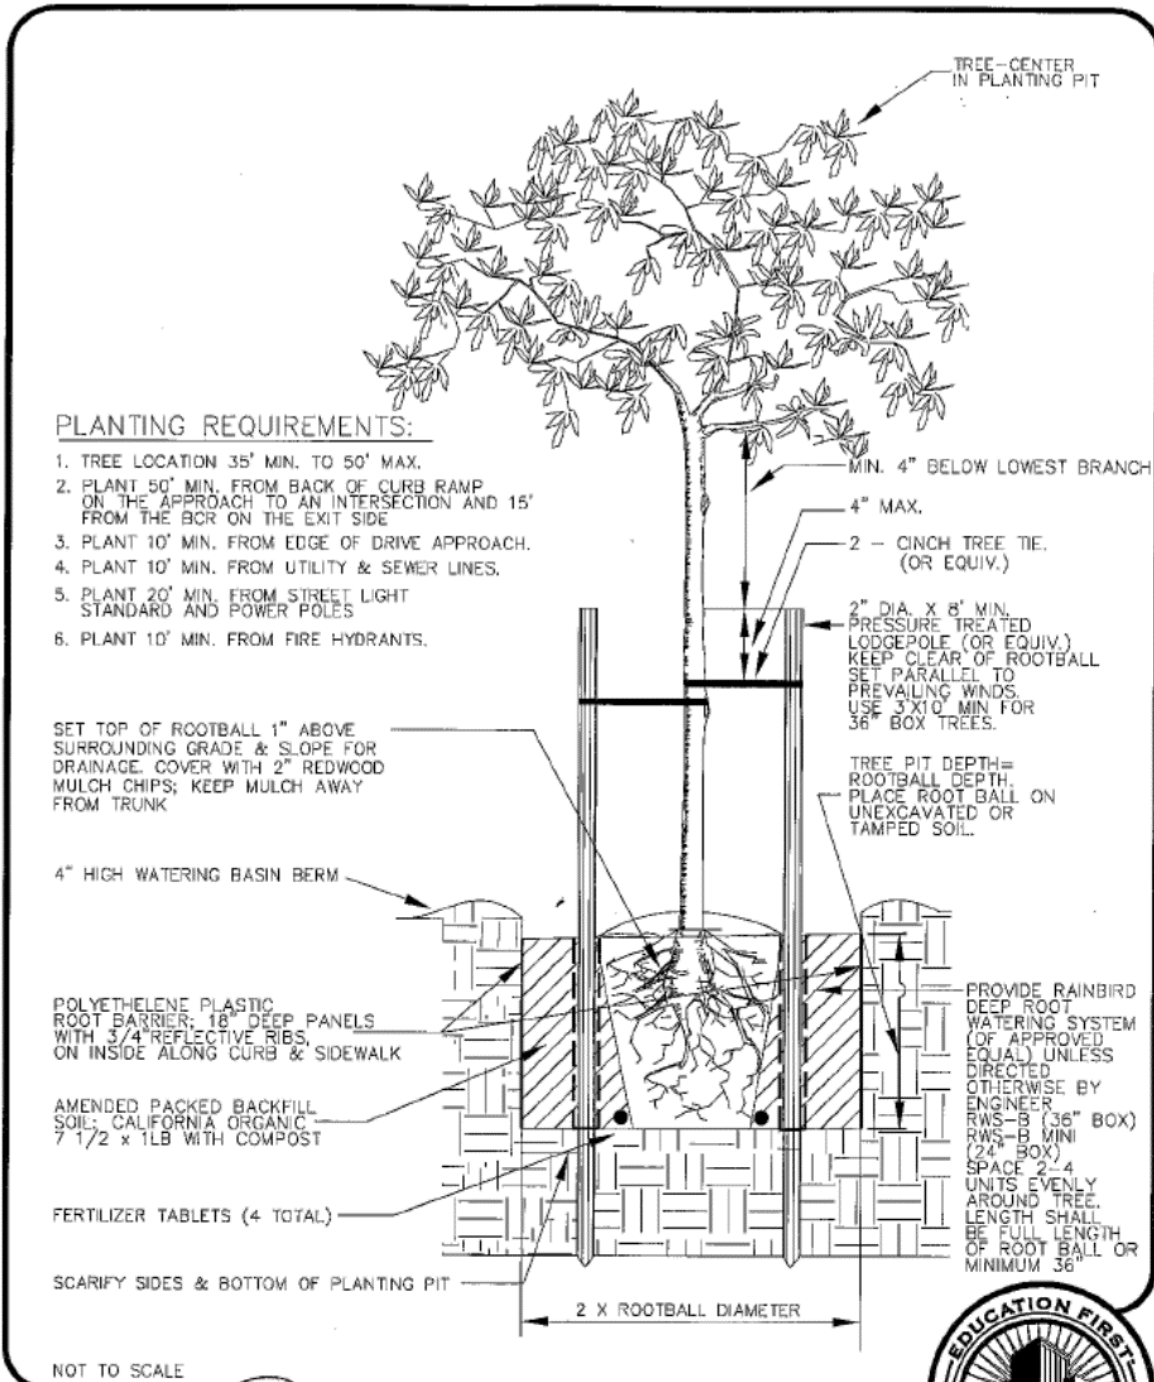 TREE-CENTER
IN PLANTING PIT
PLANTING REQUIREMENTS:
1. TREE LOCATION 35' MIN. TO 50' MAX.
2. PLANT 50' MIN. FROM BACK OF CURB RAMP
ON THE APPROACH TO AN INTERSECTION AND 15'
FROM THE BCR ON THE EXIT SIDE
3. PLANT 10' MIN. FROM EDGE OF DRIVE APPROACH.
4. PLANT 10' MIN. FROM UTILITY & SEWER LINES.
5. PLANT 20' MIN. FROM STREET LIGHT
STANDARD AND POWER POLES
6. PLANT 10' MIN. FROM FIRE HYDRANTS.
MIN. 4" BELOW LOWEST BRANCH
4" MAX.
2 - CINCH TREE TIE.
(OR EQUIV.)
2" DIA. X 8' MIN.
PRESSURE TREATED
LODGEPOLE (OR EQUIV.)
KEEP CLEAR OF ROOTBALL
SET PARALLEL TO
PREVAILING WINDS.
USE 3'X10' MIN FOR
36" BOX TREES.
SET TOP OF ROOTBALL 1" ABOVE
SURROUNDING GRADE & SLOPE FOR
DRAINAGE. COVER WITH 2" REDWOOD
MULCH CHIPS; KEEP MULCH AWAY
FROM TRUNK
TREE PIT DEPTH=
ROOTBALL DEPTH.
PLACE ROOT BALL ON
UNEXCAVATED OR
TAMPED SOIL.
4" HIGH WATERING BASIN BERM
POLYETHELENE PLASTIC
ROOT BARRIER; 18" DEEP PANELS
WITH 3/4"REFLECTIVE RIBS,
ON INSIDE ALONG CURB & SIDEWALK
AMENDED PACKED BACKFILL
SOIL; CALIFORNIA ORGANIC
7 1/2 x 1LB WITH COMPOST
FERTILIZER TABLETS (4 TOTAL)
SCARIFY SIDES & BOTTOM OF PLANTING PIT
PROVIDE RAINBIRD
DEEP ROOT
WATERING SYSTEM
(OF APPROVED
EQUAL) UNLESS
DIRECTED
OTHERWISE BY
ENGINEER
RWS-B (36" BOX)
RWS-B MINI
(24" BOX)
SPACE 2-4
UNITS EVENLY
AROUND TREE.
LENGTH SHALL
BE FULL LENGTH
OF ROOT BALL OR
MINIMUM 36"
2 X ROOTBALL DIAMETER
NOT TO SCALE
EDUCATION FIRST